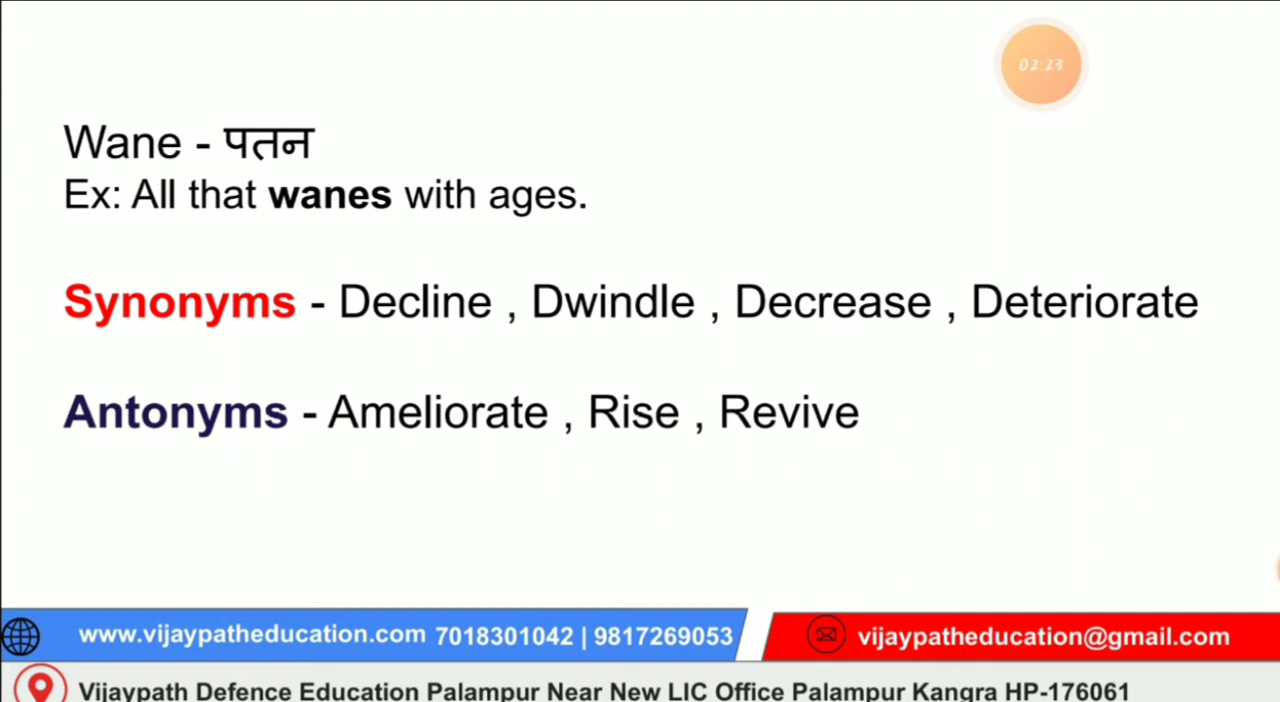 02:23
Wane - पतन
Ex: All that wanes with ages.
Synonyms - Decline , Dwindle , Decrease , Deteriorate
Antonyms - Ameliorate , Rise , Revive
www.vijaypatheducation.com 7018301042 | 9817269053
vijaypatheducation@gmail.com
Vijaypath Defence Education Palampur Near New LIC Office Palampur Kangra HP-176061